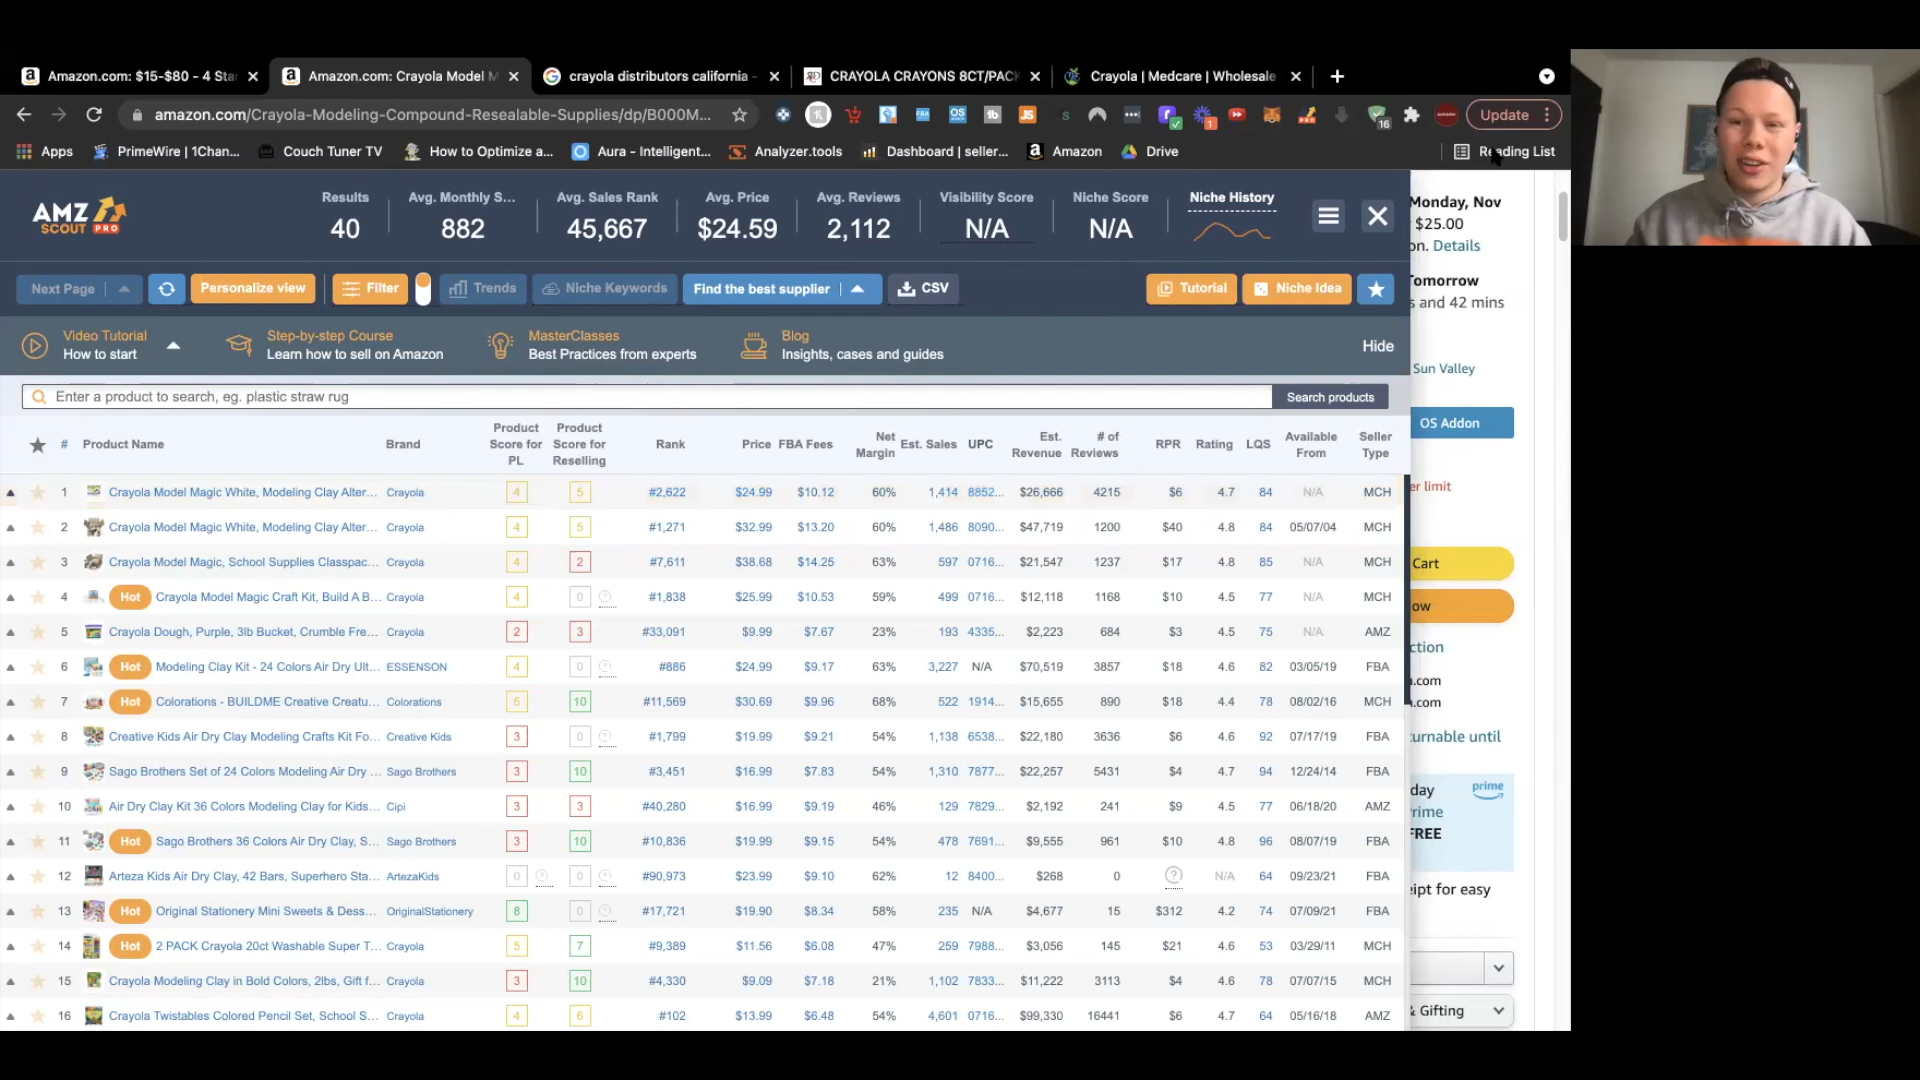 Amazon.com: $15-$80 - 4 Sta
Amazon.com: Crayola Model M
crayola distributors california -
CRAYOLA CRAYONS 8CT/PACK
Crayola | Medcare | Wholesale
amazon.com/Crayola-Modeling-Compound-Resealable-Supplies/dp/B000M...
Update
Apps
PrimeWire | 1Chan...
Couch Tuner TV
How to Optimize a...
Aura - Intelligent...
Analyzer.tools
Dashboard | seller...
Amazon
Drive
Reading List
AMZ SCOUT PRO
Results 40
Avg. Monthly S... 882
Avg. Sales Rank 45,667
Avg. Price $24.59
Avg. Reviews 2,112
Visibility Score N/A
Niche Score N/A
Niche History
Next Page
Personalize view
Filter
Trends
Niche Keywords
Find the best supplier
CSV
Tutorial
Niche Idea
Video Tutorial
How to start
Step-by-step Course
Learn how to sell on Amazon
MasterClasses
Best Practices from experts
Blog
Insights, cases and guides
Hide
Enter a product to search, eg. plastic straw rug
Search products
# Product Name Brand Product Score for PL Product Score for Reselling Rank Price FBA Fees Net Margin Est. Sales UPC Est. Revenue # of Reviews RPR Rating LQS Available From Seller Type
1 Crayola Model Magic White, Modeling Clay Alter... Crayola 4 5 #2,622 $24.99 $10.12 60% 1,414 8852... $26,666 4215 $6 4.7 84 N/A MCH
2 Crayola Model Magic White, Modeling Clay Alter... Crayola 4 5 #1,271 $32.99 $13.20 60% 1,486 8090... $47,719 1200 $40 4.8 84 05/07/04 MCH
3 Crayola Model Magic, School Supplies Classpac... Crayola 4 2 #7,611 $38.68 $14.25 63% 597 0716... $21,547 1237 $17 4.8 85 N/A MCH
4 Hot Crayola Model Magic Craft Kit, Build A B... Crayola 4 0 #1,838 $25.99 $10.53 59% 499 0716... $12,118 1168 $10 4.5 77 N/A MCH
5 Crayola Dough, Purple, 3lb Bucket, Crumble Fre... Crayola 2 3 #33,091 $9.99 $7.67 23% 193 4335... $2,223 684 $3 4.5 75 N/A AMZ
6 Hot Modeling Clay Kit - 24 Colors Air Dry Ult... ESSENSON 4 0 #886 $24.99 $9.17 63% 3,227 N/A $70,519 3857 $18 4.6 82 03/05/19 FBA
7 Hot Colorations - BUILDME Creative Creatu... Colorations 5 10 #11,569 $30.69 $9.96 68% 522 1914... $15,655 890 $18 4.4 78 08/02/16 MCH
8 Creative Kids Air Dry Clay Modeling Crafts Kit Fo... Creative Kids 3 0 #1,799 $19.99 $9.21 54% 1,138 6538... $22,180 3636 $6 4.6 92 07/17/19 FBA
9 Sago Brothers Set of 24 Colors Modeling Air Dry ... Sago Brothers 3 10 #3,451 $16.99 $7.83 54% 1,310 7877... $22,257 5431 $4 4.7 94 12/24/14 FBA
10 Air Dry Clay Kit 36 Colors Modeling Clay for Kids... Cipi 3 3 #40,280 $16.99 $9.19 46% 129 7829... $2,192 241 $9 4.5 77 06/18/20 AMZ
11 Hot Sago Brothers 36 Colors Air Dry Clay, S... Sago Brothers 3 10 #10,836 $19.99 $9.15 54% 478 7691... $9,555 961 $10 4.8 96 08/07/19 FBA
12 Arteza Kids Air Dry Clay, 42 Bars, Superhero Sta... ArtezaKids 0 0 #90,973 $23.99 $9.10 62% 12 8400... $268 0 N/A 64 09/23/21 FBA
13 Hot Original Stationery Mini Sweets & Dess... OriginalStationery 8 0 #17,721 $19.90 $8.34 58% 235 N/A $4,677 15 $312 4.2 74 07/09/21 FBA
14 Hot 2 PACK Crayola 20ct Washable Super T... Crayola 5 7 #9,389 $11.56 $6.08 47% 259 7988... $3,056 145 $21 4.6 53 03/29/11 MCH
15 Crayola Modeling Clay in Bold Colors, 2lbs, Gift f... Crayola 3 10 #4,330 $9.09 $7.18 21% 1,102 7833... $11,222 3113 $4 4.6 78 07/07/15 MCH
16 Crayola Twistables Colored Pencil Set, School S... Crayola 4 6 #102 $13.99 $6.48 54% 4,601 0716... $99,330 16441 $6 4.7 64 05/16/18 AMZ
Monday, Nov
$25.00
on. Details
Tomorrow
s and 42 mins
Sun Valley
OS Addon
er limit
Cart
ow
ction
.com
.com
urnable until
day
prime
rime
FREE
ipt for easy
& Gifting